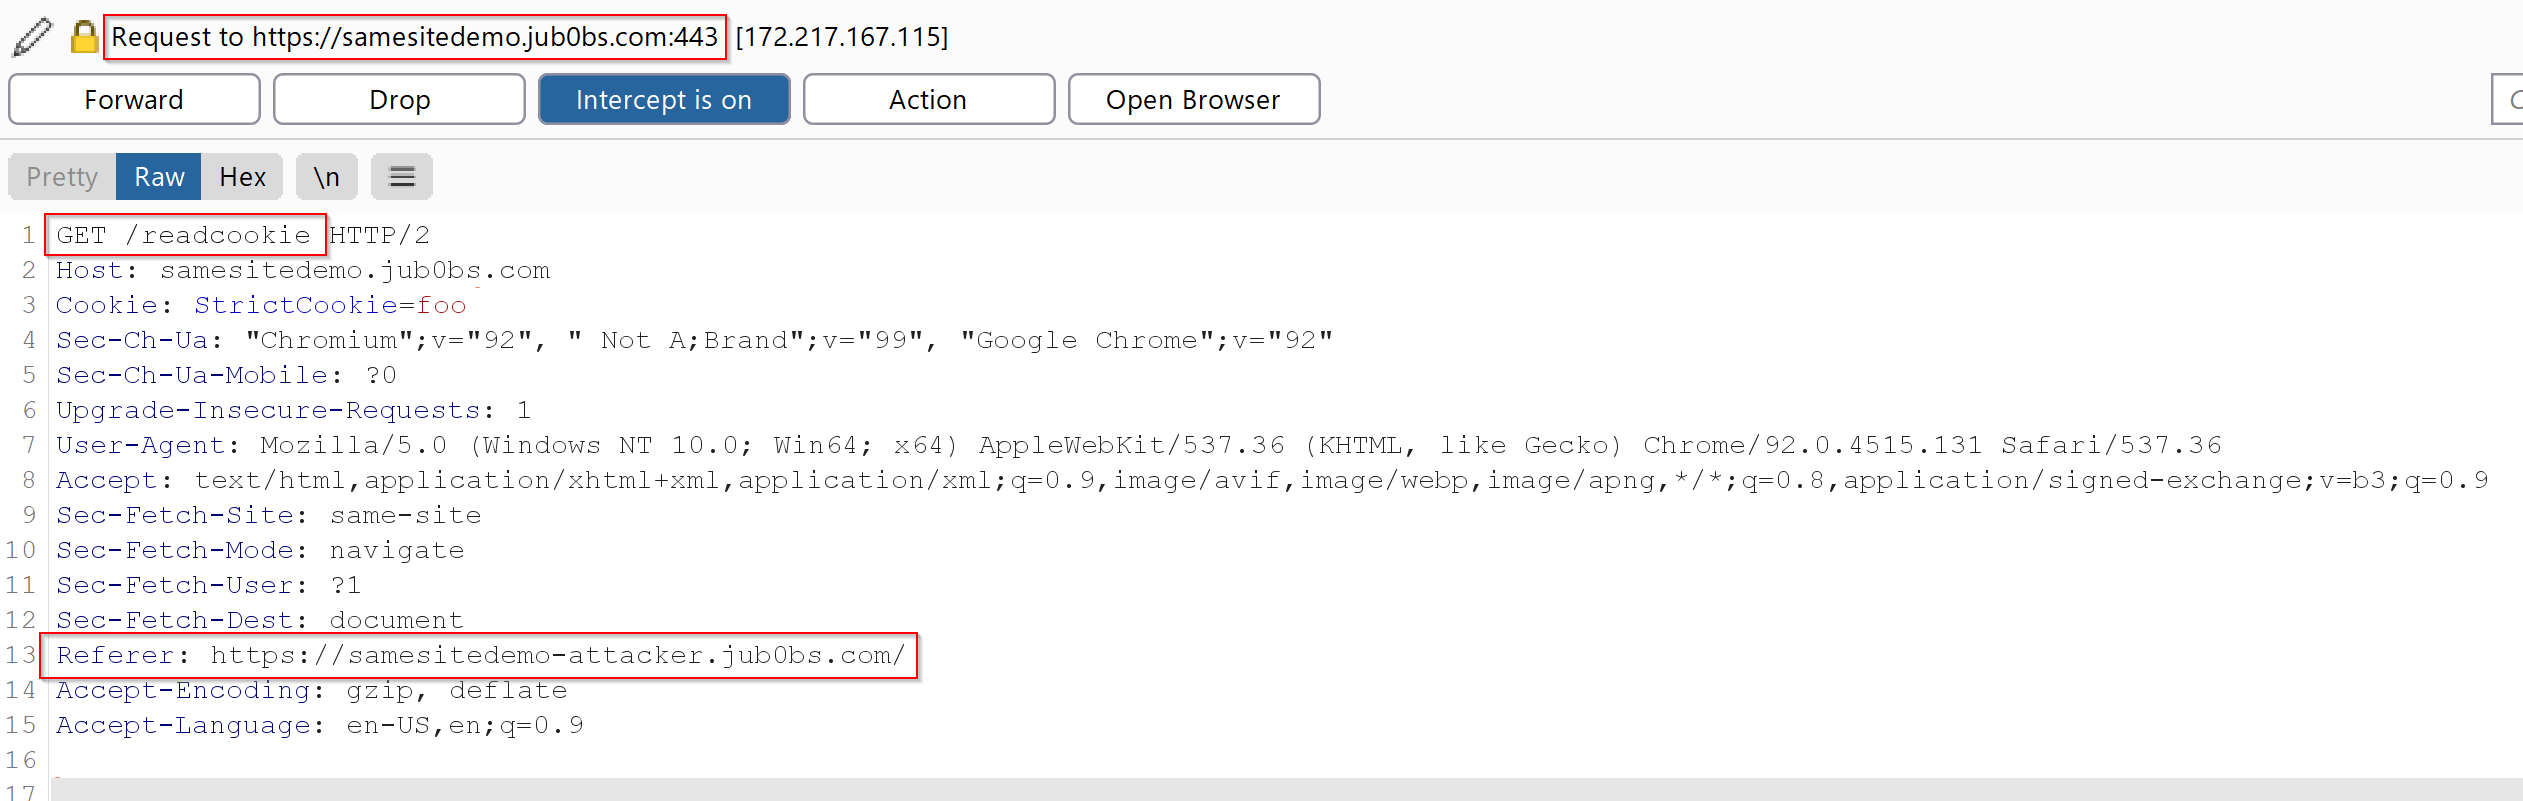 Request to https://samesitedemo.jub0bs.com:443 [172.217.167.115]
Forward Drop Intercept is on Action Open Browser
Pretty Raw Hex \n
1 GET /readcookie HTTP/2
2 Host: samesitedemo.jub0bs.com
3 Cookie: StrictCookie=foo
4 Sec-Ch-Ua: "Chromium";v="92", " Not A;Brand";v="99", "Google Chrome";v="92"
5 Sec-Ch-Ua-Mobile: ?0
6 Upgrade-Insecure-Requests: 1
7 User-Agent: Mozilla/5.0 (Windows NT 10.0; Win64; x64) AppleWebKit/537.36 (KHTML, like Gecko) Chrome/92.0.4515.131 Safari/537.36
8 Accept: text/html,application/xhtml+xml,application/xml;q=0.9,image/avif,image/webp,image/apng,*/*;q=0.8,application/signed-exchange;v=b3;q=0.9
9 Sec-Fetch-Site: same-site
10 Sec-Fetch-Mode: navigate
11 Sec-Fetch-User: ?1
12 Sec-Fetch-Dest: document
13 Referer: https://samesitedemo-attacker.jub0bs.com/
14 Accept-Encoding: gzip, deflate
15 Accept-Language: en-US,en;q=0.9
16
17